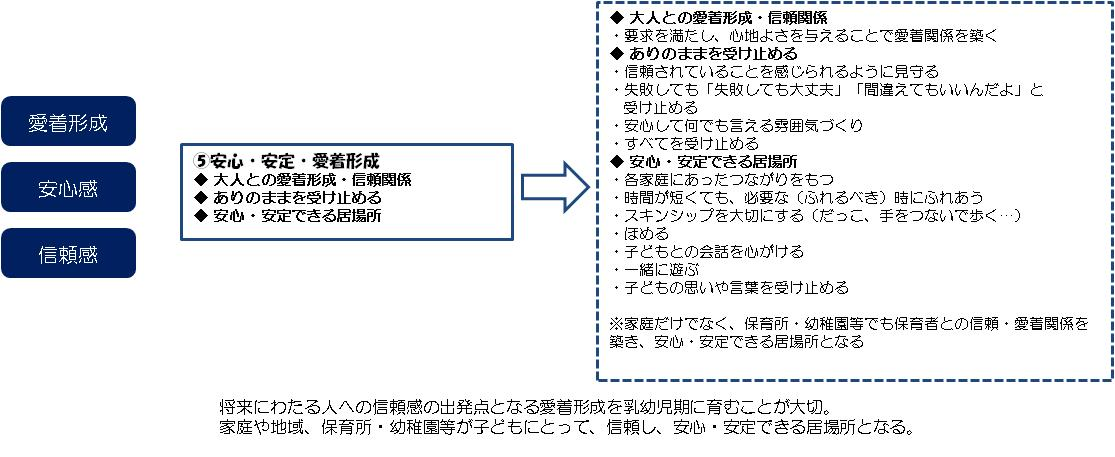 愛着形成
安心感
信頼感
⑤安心・安定・愛着形成
◆ 大人との愛着形成・信頼関係
◆ ありのままを受け止める
◆ 安心・安定できる居場所
◆ 大人との愛着形成・信頼関係
・要求を満たし、心地よさを与えることで愛着関係を築く
◆ ありのままを受け止める
・信頼されていることを感じられるように見守る
・失敗しても「失敗しても大丈夫」「間違えてもいいんだよ」と
受け止める
・安心して何でも言える雰囲気づくり
・すべてを受け止める
◆ 安心・安定できる居場所
・各家庭にあったつながりをもつ
・時間が短くても、必要な（ふれるべき）時にふれあう
・スキンシップを大切にする（だっこ、手をつないで歩く…）
・ほめる
・子どもとの会話を心がける
・一緒に遊ぶ
・子どもの思いや言葉を受け止める
※家庭だけでなく、保育所・幼稚園等でも保育者との信頼・愛着関係を
築き、安心・安定できる居場所となる
将来にわたる人への信頼感の出発点となる愛着形成を乳幼児期に育むことが大切。
家庭や地域、保育所・幼稚園等が子どもにとって、信頼し、安心・安定できる居場所となる。